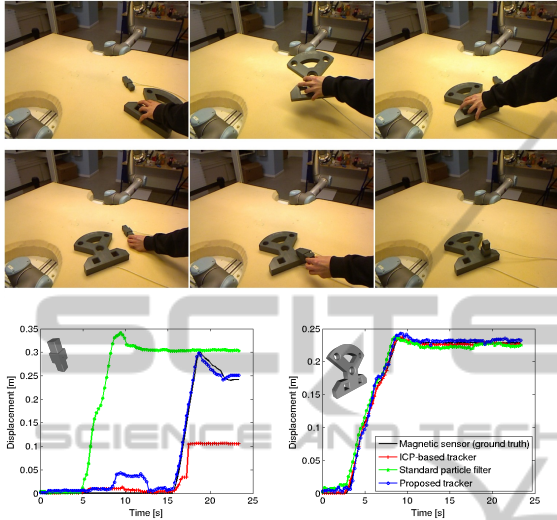 SCITE
SCIENCE AND TECH
Displacement [m]
0.35
0.3
0.25
0.2
0.15
0.1
0.05
0
0 5 10 15 20 25
Time [s]
Displacement [m]
0.25
0.2
0.15
0.1
0.05
0
0 5 10 15 20 25
Time [s]
Magnetic sensor (ground truth)
ICP-based tracker
Standard particle filter
Proposed tracker